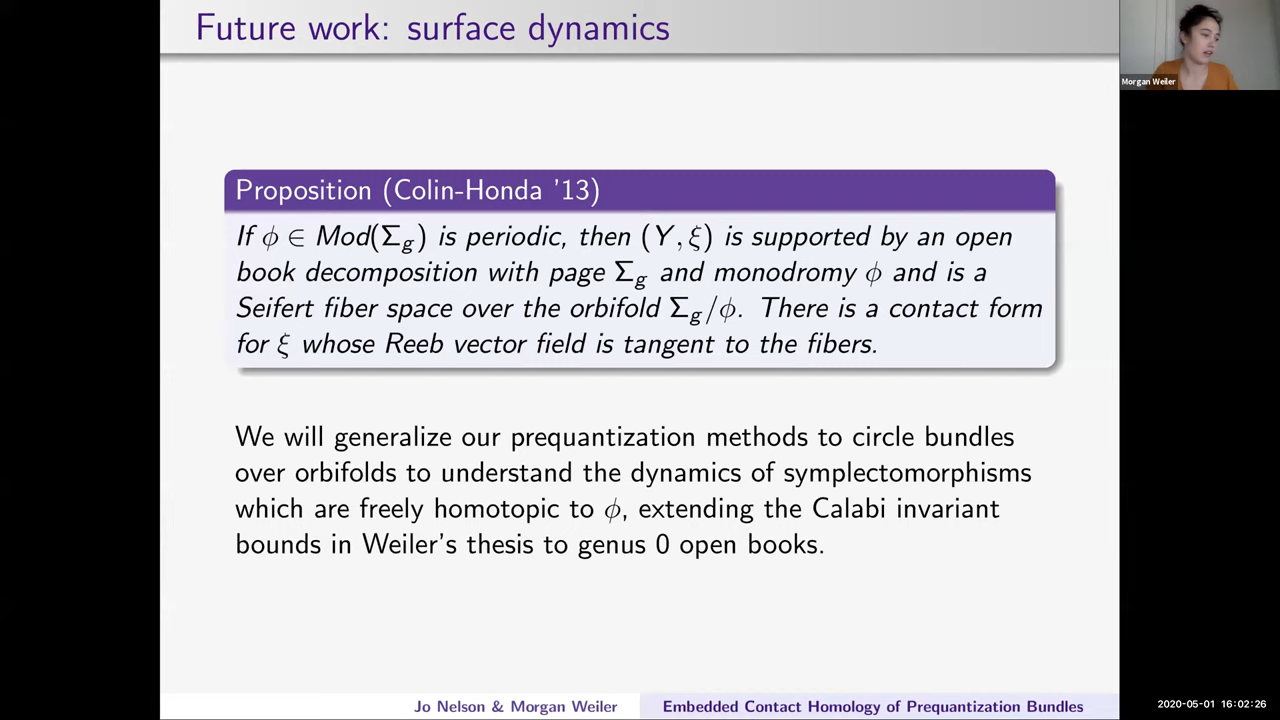 Future work: surface dynamics
Morgan Weiler
Proposition (Colin-Honda '13)
If ϕ ∈ Mod(Σ_g) is periodic, then (Y, ξ) is supported by an open
book decomposition with page Σ_g and monodromy ϕ and is a
Seifert fiber space over the orbifold Σ_g/ϕ. There is a contact form
for ξ whose Reeb vector field is tangent to the fibers.
We will generalize our prequantization methods to circle bundles
over orbifolds to understand the dynamics of symplectomorphisms
which are freely homotopic to ϕ, extending the Calabi invariant
bounds in Weiler's thesis to genus 0 open books.
Jo Nelson & Morgan Weiler
Embedded Contact Homology of Prequantization Bundles
2020-05-01 16:02:26